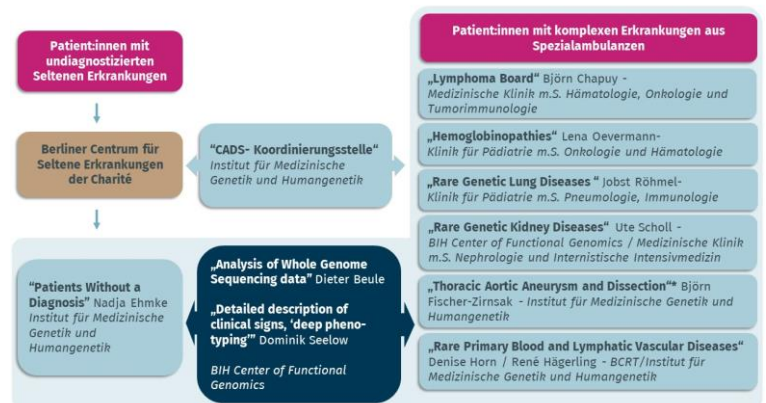 Patient:innen mit
undiagnostizierten
Seltenen Erkrankungen
Berliner Centrum für
Seltene Erkrankungen
der Charité
“CADS- Koordinierungsstelle“
Institut für Medizinische
Genetik und Humangenetik
“Patients Without a
Diagnosis” Nadja Ehmke
Institut für Medizinische
Genetik und
Humangenetik
„Analysis of Whole Genome
Sequencing data” Dieter Beule
„Detailed description of
clinical signs, ‘deep pheno-
typing’” Dominik Seelow
BIH Center of Functional
Genomics
Patient:innen mit komplexen Erkrankungen aus
Spezialambulanzen
„Lymphoma Board“ Björn Chapuy -
Medizinische Klinik m.S. Hämatologie, Onkologie und
Tumorimmunologie
„Hemoglobinopathies“ Lena Oevermann-
Klinik für Pädiatrie m.S. Onkologie und Hämatologie
„Rare Genetic Lung Diseases “ Jobst Röhmel-
Klinik für Pädiatrie m.S. Pneumologie, Immunologie
„Rare Genetic Kidney Diseases“ Ute Scholl -
BIH Center of Functional Genomics / Medizinische Klinik
m.S. Nephrologie und Internistische Intensivmedizin
„Thoracic Aortic Aneurysm and Dissection“* Björn
Fischer-Zirnsak - Institut für Medizinische Genetik und
Humangenetik
„Rare Primary Blood and Lymphatic Vascular Diseases“
Denise Horn / René Hägerling - BCRT/Institut für
Medizinische Genetik und Humangenetik